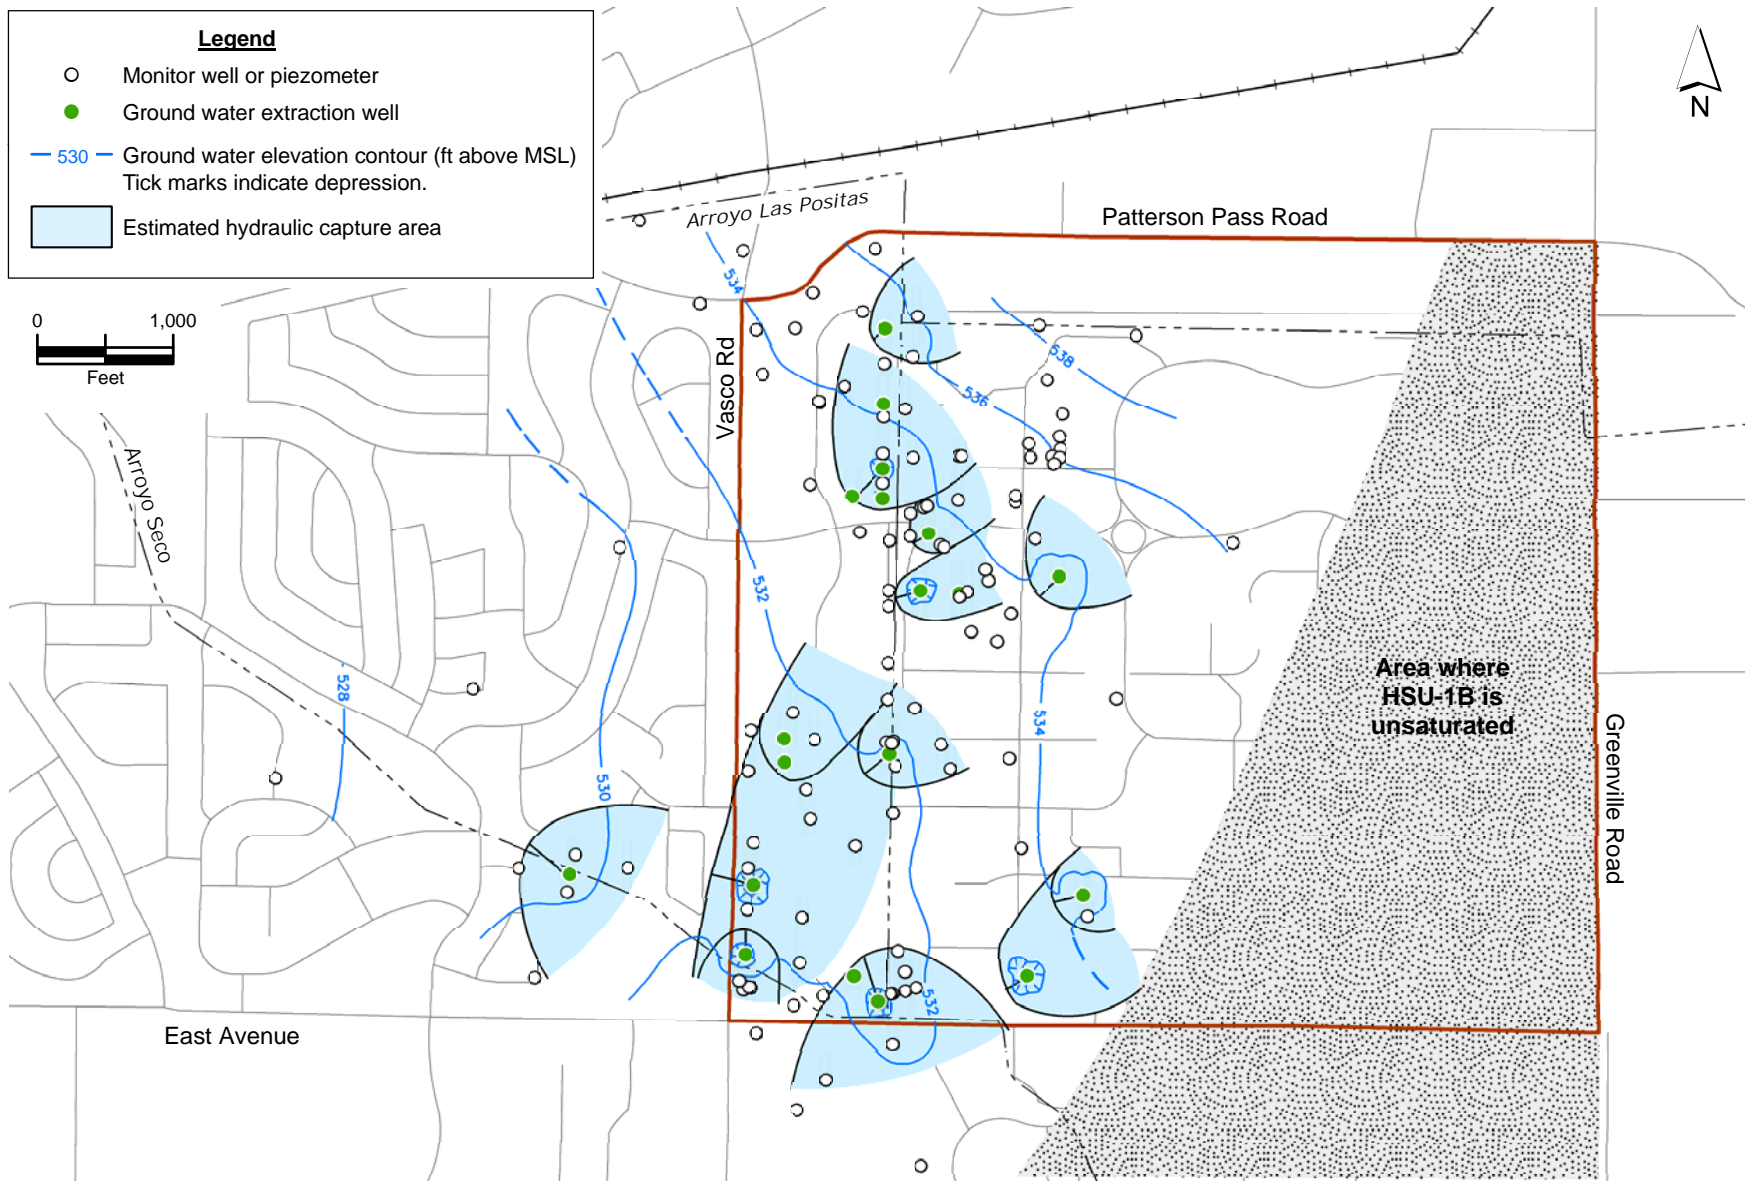 Legend
Monitor well or piezometer
Ground water extraction well
530
Ground water elevation contour (ft above MSL)
Tick marks indicate depression.
Estimated hydraulic capture area
0
1,000
Feet
N
Arroyo Las Positas
Patterson Pass Road
534
538
536
Vasco Rd
Arroyo Seco
532
528
534
530
532
Area where
HSU-1B is
unsaturated
Greenville Road
East Avenue